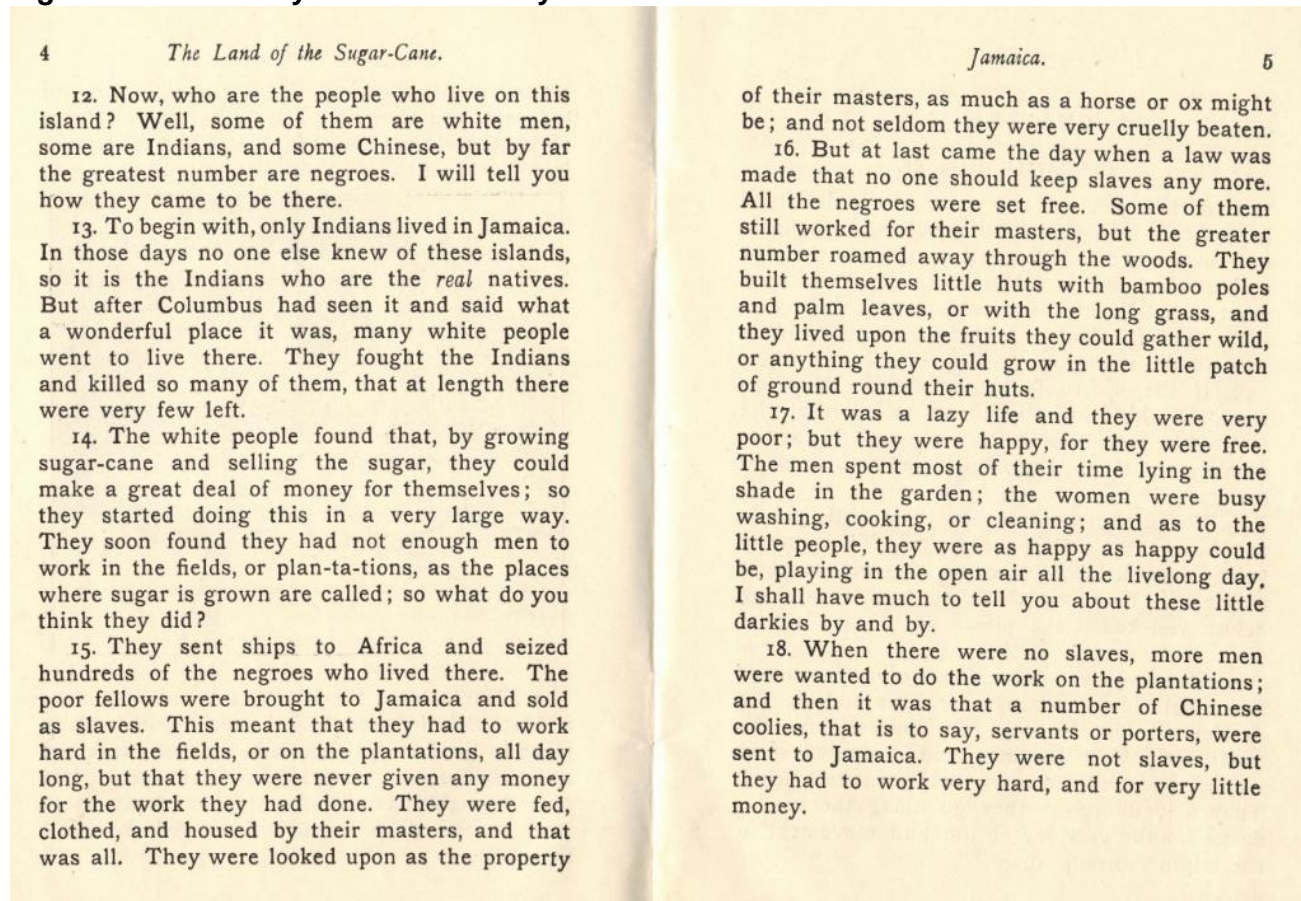 4 The Land of the Sugar-Cane.
12. Now, who are the people who live on this
island? Well, some of them are white men,
some are Indians, and some Chinese, but by far
the greatest number are negroes. I will tell you
how they came to be there.
13. To begin with, only Indians lived in Jamaica.
In those days no one else knew of these islands,
so it is the Indians who are the real natives.
But after Columbus had seen it and said what
a wonderful place it was, many white people
went to live there. They fought the Indians
and killed so many of them, that at length there
were very few left.
14. The white people found that, by growing
sugar-cane and selling the sugar, they could
make a great deal of money for themselves; so
they started doing this in a very large way.
They soon found they had not enough men to
work in the fields, or plan-ta-tions, as the places
where sugar is grown are called; so what do you
think they did?
15. They sent ships to Africa and seized
hundreds of the negroes who lived there. The
poor fellows were brought to Jamaica and sold
as slaves. This meant that they had to work
hard in the fields, or on the plantations, all day
long, but that they were never given any money
for the work they had done. They were fed,
clothed, and housed by their masters, and that
was all. They were looked upon as the property
Jamaica. 5
of their masters, as much as a horse or ox might
be; and not seldom they were very cruelly beaten.
16. But at last came the day when a law was
made that no one should keep slaves any more.
All the negroes were set free. Some of them
still worked for their masters, but the greater
number roamed away through the woods. They
built themselves little huts with bamboo poles
and palm leaves, or with the long grass, and
they lived upon the fruits they could gather wild,
or anything they could grow in the little patch
of ground round their huts.
17. It was a lazy life and they were very
poor; but they were happy, for they were free.
The men spent most of their time lying in the
shade in the garden; the women were busy
washing, cooking, or cleaning; and as to the
little people, they were as happy as happy could
be, playing in the open air all the livelong day.
I shall have much to tell you about these little
darkies by and by.
18. When there were no slaves, more men
were wanted to do the work on the plantations;
and then it was that a number of Chinese
coolies, that is to say, servants or porters, were
sent to Jamaica. They were not slaves, but
they had to work very hard, and for very little
money.